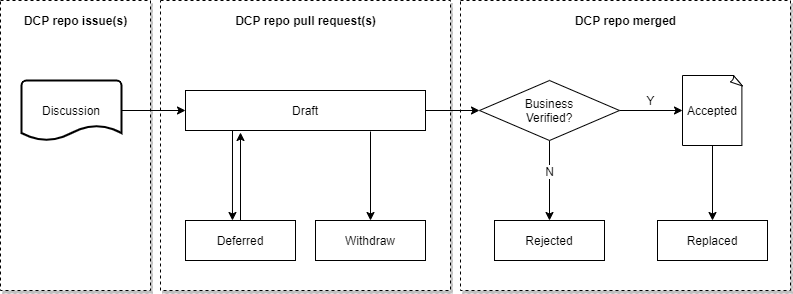 DCP repo issue(s)
DCP repo pull request(s)
DCP repo merged
Discussion
Draft
Business
Verified?
Y
Accepted
N
Deferred
Withdraw
Rejected
Replaced